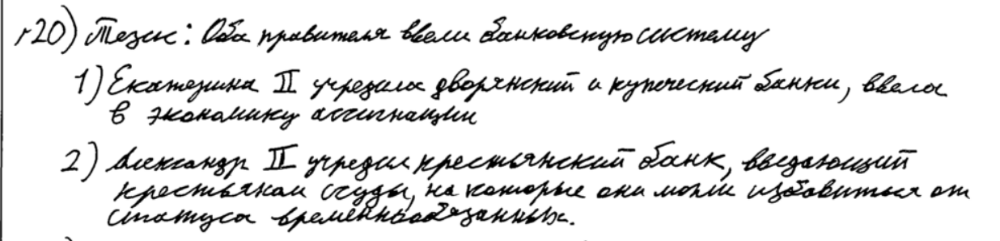 20) Тезис: Оба правителя ввели банковскую систему
1) Екатерина II учредила дворянский и купеческий банки, ввела
в экономику ассигнации
2) Александр II учредил крестьянский банк, выдающий
крестьянам ссуды, на которые они могли избавиться от
статуса временнообязанных.